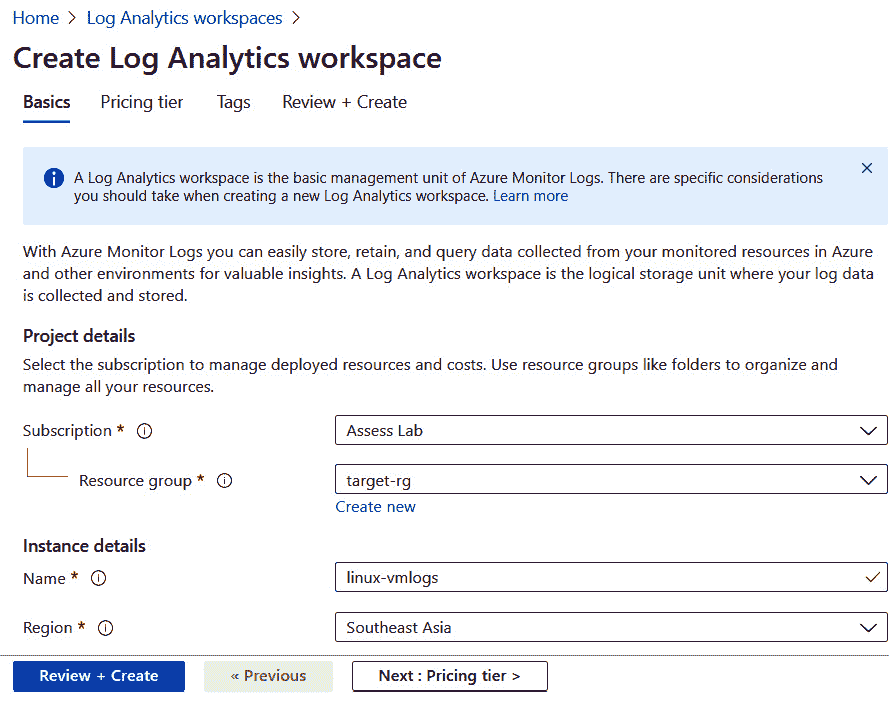 Home > Log Analytics workspaces >
Create Log Analytics workspace
Basics Pricing tier Tags Review + Create
A Log Analytics workspace is the basic management unit of Azure Monitor Logs. There are specific considerations
you should take when creating a new Log Analytics workspace. Learn more
With Azure Monitor Logs you can easily store, retain, and query data collected from your monitored resources in Azure
and other environments for valuable insights. A Log Analytics workspace is the logical storage unit where your log data
is collected and stored.
Project details
Select the subscription to manage deployed resources and costs. Use resource groups like folders to organize and
manage all your resources.
Subscription * Assess Lab
Resource group * target-rg
Create new
Instance details
Name * linux-vmlogs
Region * Southeast Asia
Review + Create « Previous Next : Pricing tier >